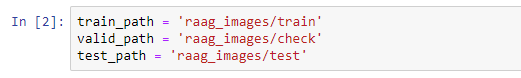 In [2]: train_path = 'raag_images/train'
valid_path = 'raag_images/check'
test_path = 'raag_images/test'